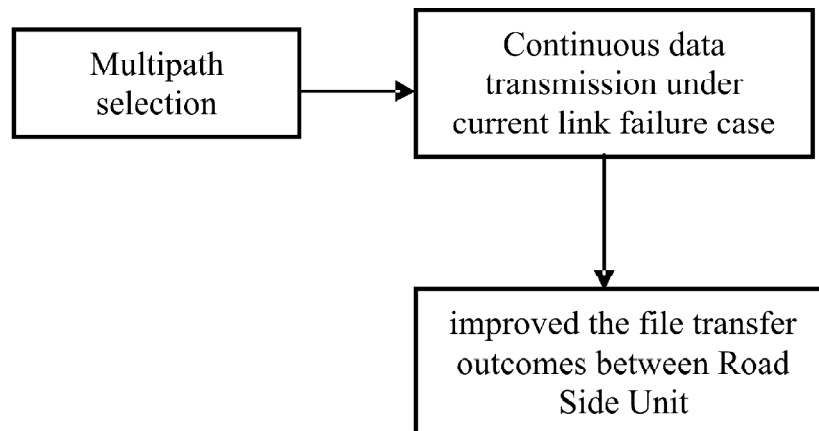 Multipath
selection
Continuous data
transmission under
current link failure case
improved the file transfer
outcomes between Road
Side Unit